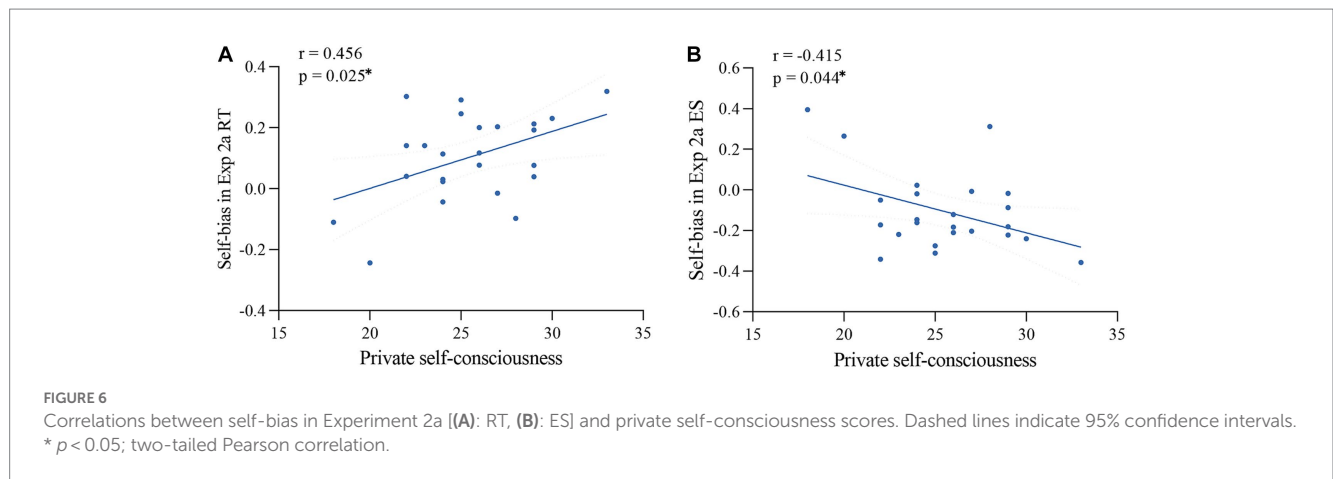 A
r = 0.456
p = 0.025*
0.4
0.2
0.0
-0.2
-0.4
15
20
25
30
35
Self-bias in Exp 2a RT
Private self-consciousness
B
r = -0.415
p = 0.044*
0.6
0.4
0.2
0.0
-0.2
-0.4
-0.6
15
20
25
30
35
Self-bias in Exp 2a ES
Private self-consciousness
FIGURE 6
Correlations between self-bias in Experiment 2a [(A): RT, (B): ES] and private self-consciousness scores. Dashed lines indicate 95% confidence intervals.
* p < 0.05; two-tailed Pearson correlation.